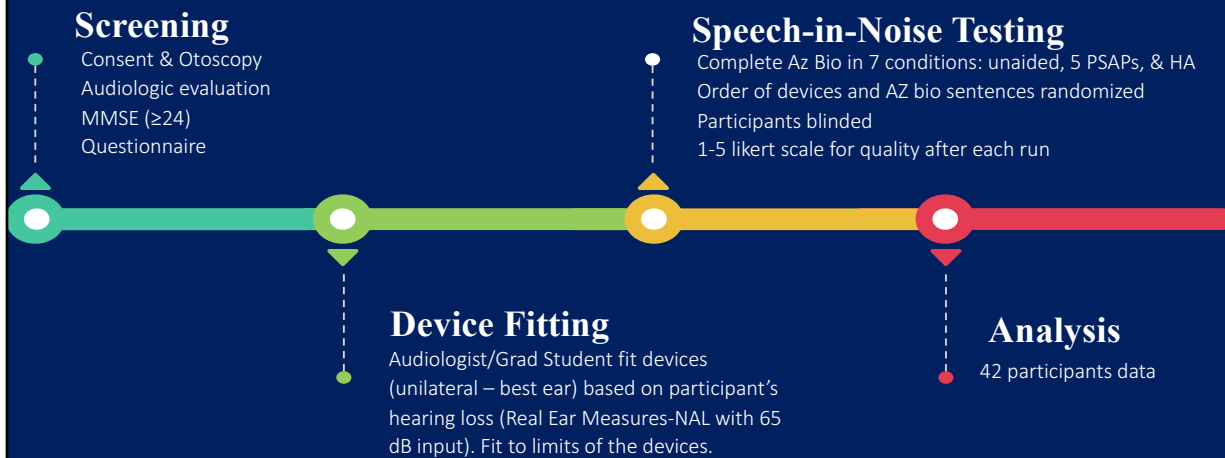 Screening
Consent & Otoscopy
Audiologic evaluation
MMSE (≥24)
Questionnaire
Speech-in-Noise Testing
Complete Az Bio in 7 conditions: unaided, 5 PSAPs, & HA
Order of devices and AZ bio sentences randomized
Participants blinded
1-5 likert scale for quality after each run
Device Fitting
Audiologist/Grad Student fit devices
(unilateral – best ear) based on participant’s
hearing loss (Real Ear Measures-NAL with 65
dB input). Fit to limits of the devices.
Analysis
42 participants data